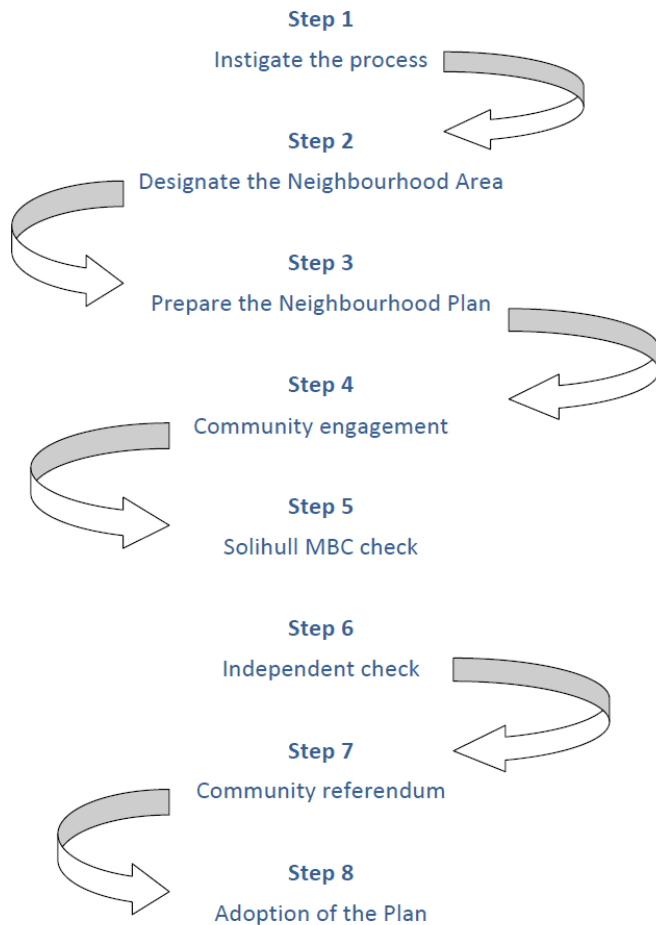 Step 1
Instigate the process
Step 2
Designate the Neighbourhood Area
Step 3
Prepare the Neighbourhood Plan
Step 4
Community engagement
Step 5
Solihull MBC check
Step 6
Independent check
Step 7
Community referendum
Step 8
Adoption of the Plan